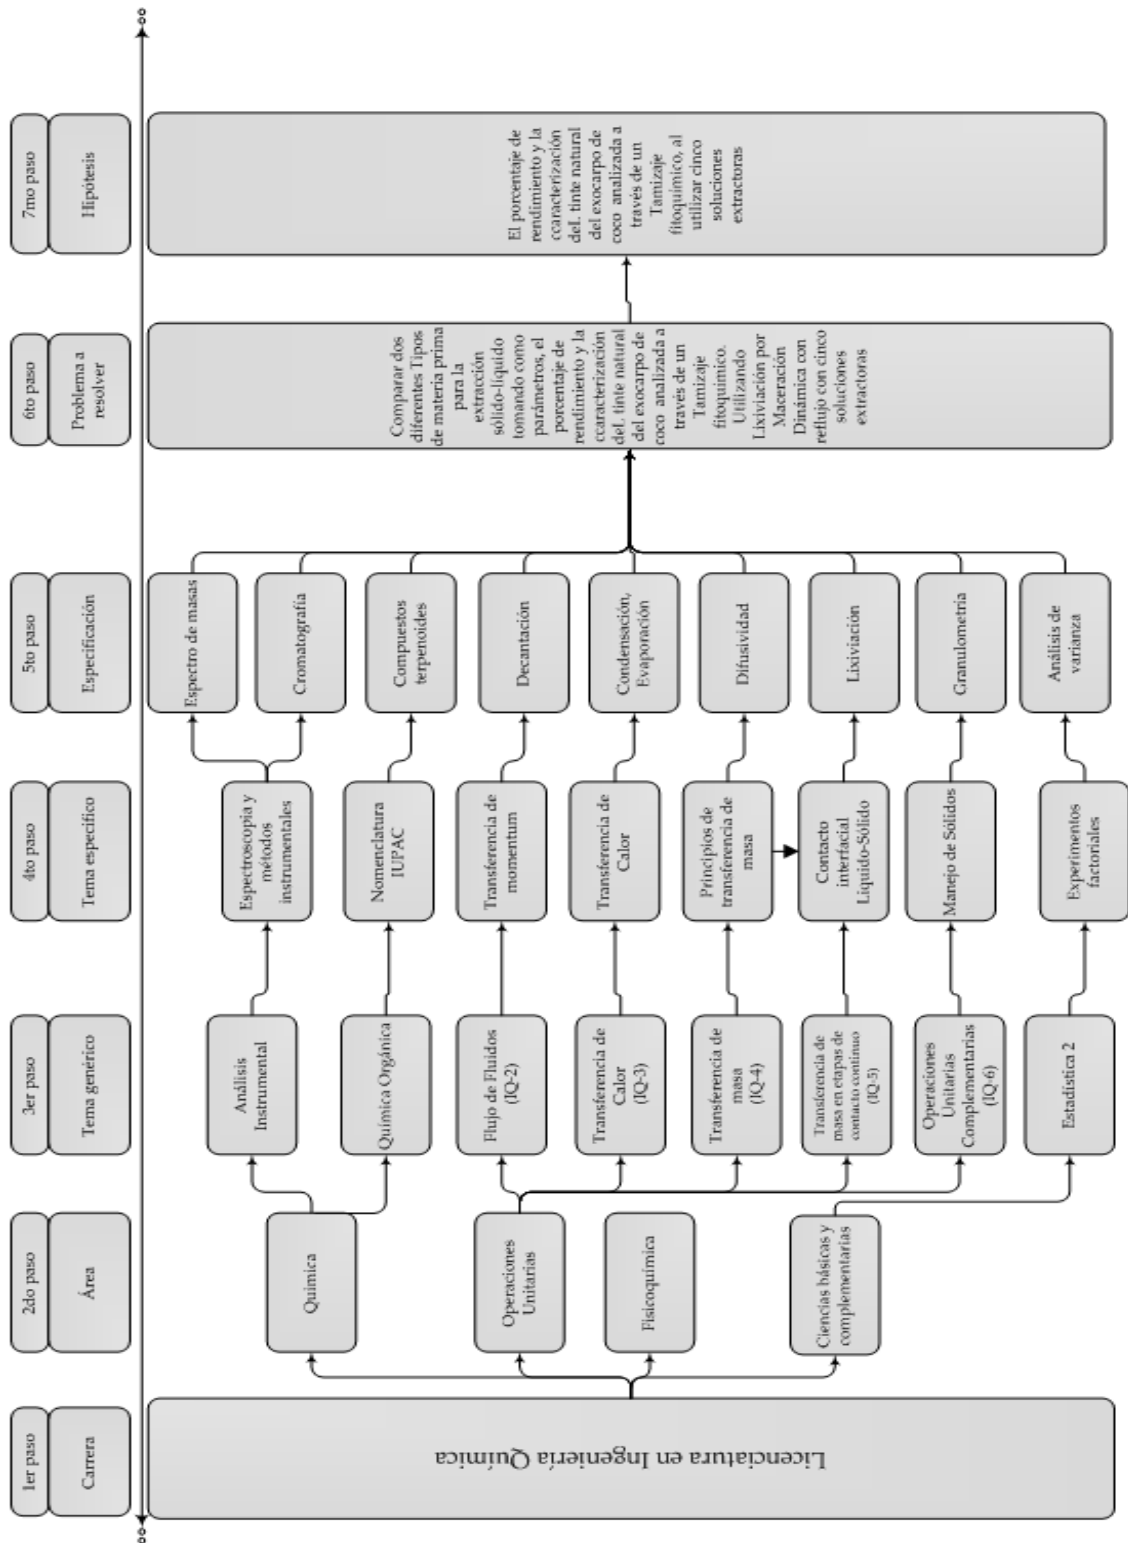 1er paso
Carrera
2do paso
Área
3er paso
Tema genérico
4to paso
Tema específico
5to paso
Especificación
6to paso
Problema a
resolver
7mo paso
Hipótesis
Licenciatura en Ingeniería Química
Química
Operaciones
Unitarias
Fisicoquímica
Ciencias básicas y
complementarias
Análisis
Instrumental
Química Orgánica
Flujo de Fluidos
(IQ-2)
Transferencia de
Calor
(IQ-3)
Transferencia de
masa
(IQ-4)
Transferencia de
masa en etapas de
contacto continuo
(IQ-5)
Operaciones
Unitarias
Complementarias
(IQ-6)
Estadística 2
Espectroscopia y
métodos
instrumentales
Nomenclatura
IUPAC
Transferencia de
momentum
Transferencia de
Calor
Principios de
transferencia de
masa
Contacto
interfacial
Liquido-Sólido
Manejo de Sólidos
Experimentos
factoriales
Espectro de masas
Cromatografía
Compuestos
terpenoides
Decantación
Condensación,
Evaporación
Difusividad
Lixiviación
Granulometria
Análisis de
varianza
Comparar dos
diferentes Tipos
de materia prima
para la
extracción
sólido-líquido
tomando como
parámetros, el
porcentaje de
rendimiento y la
ccaracterización
del. tinte natural
del exocarpo de
coco analizada a
través de un
Tamizaje
fitoquimico.
Utilizando
Lixiviación por
Maceración
Dinámica con
reflujo con cinco
soluciones
extractoras
El porcentaje de
rendimiento y la
ccaracterización
del. tinte natural
del exocarpo de
coco analizada a
través de un
Tamizaje
fitoquímico, al
utilizar cinco
soluciones
extractoras